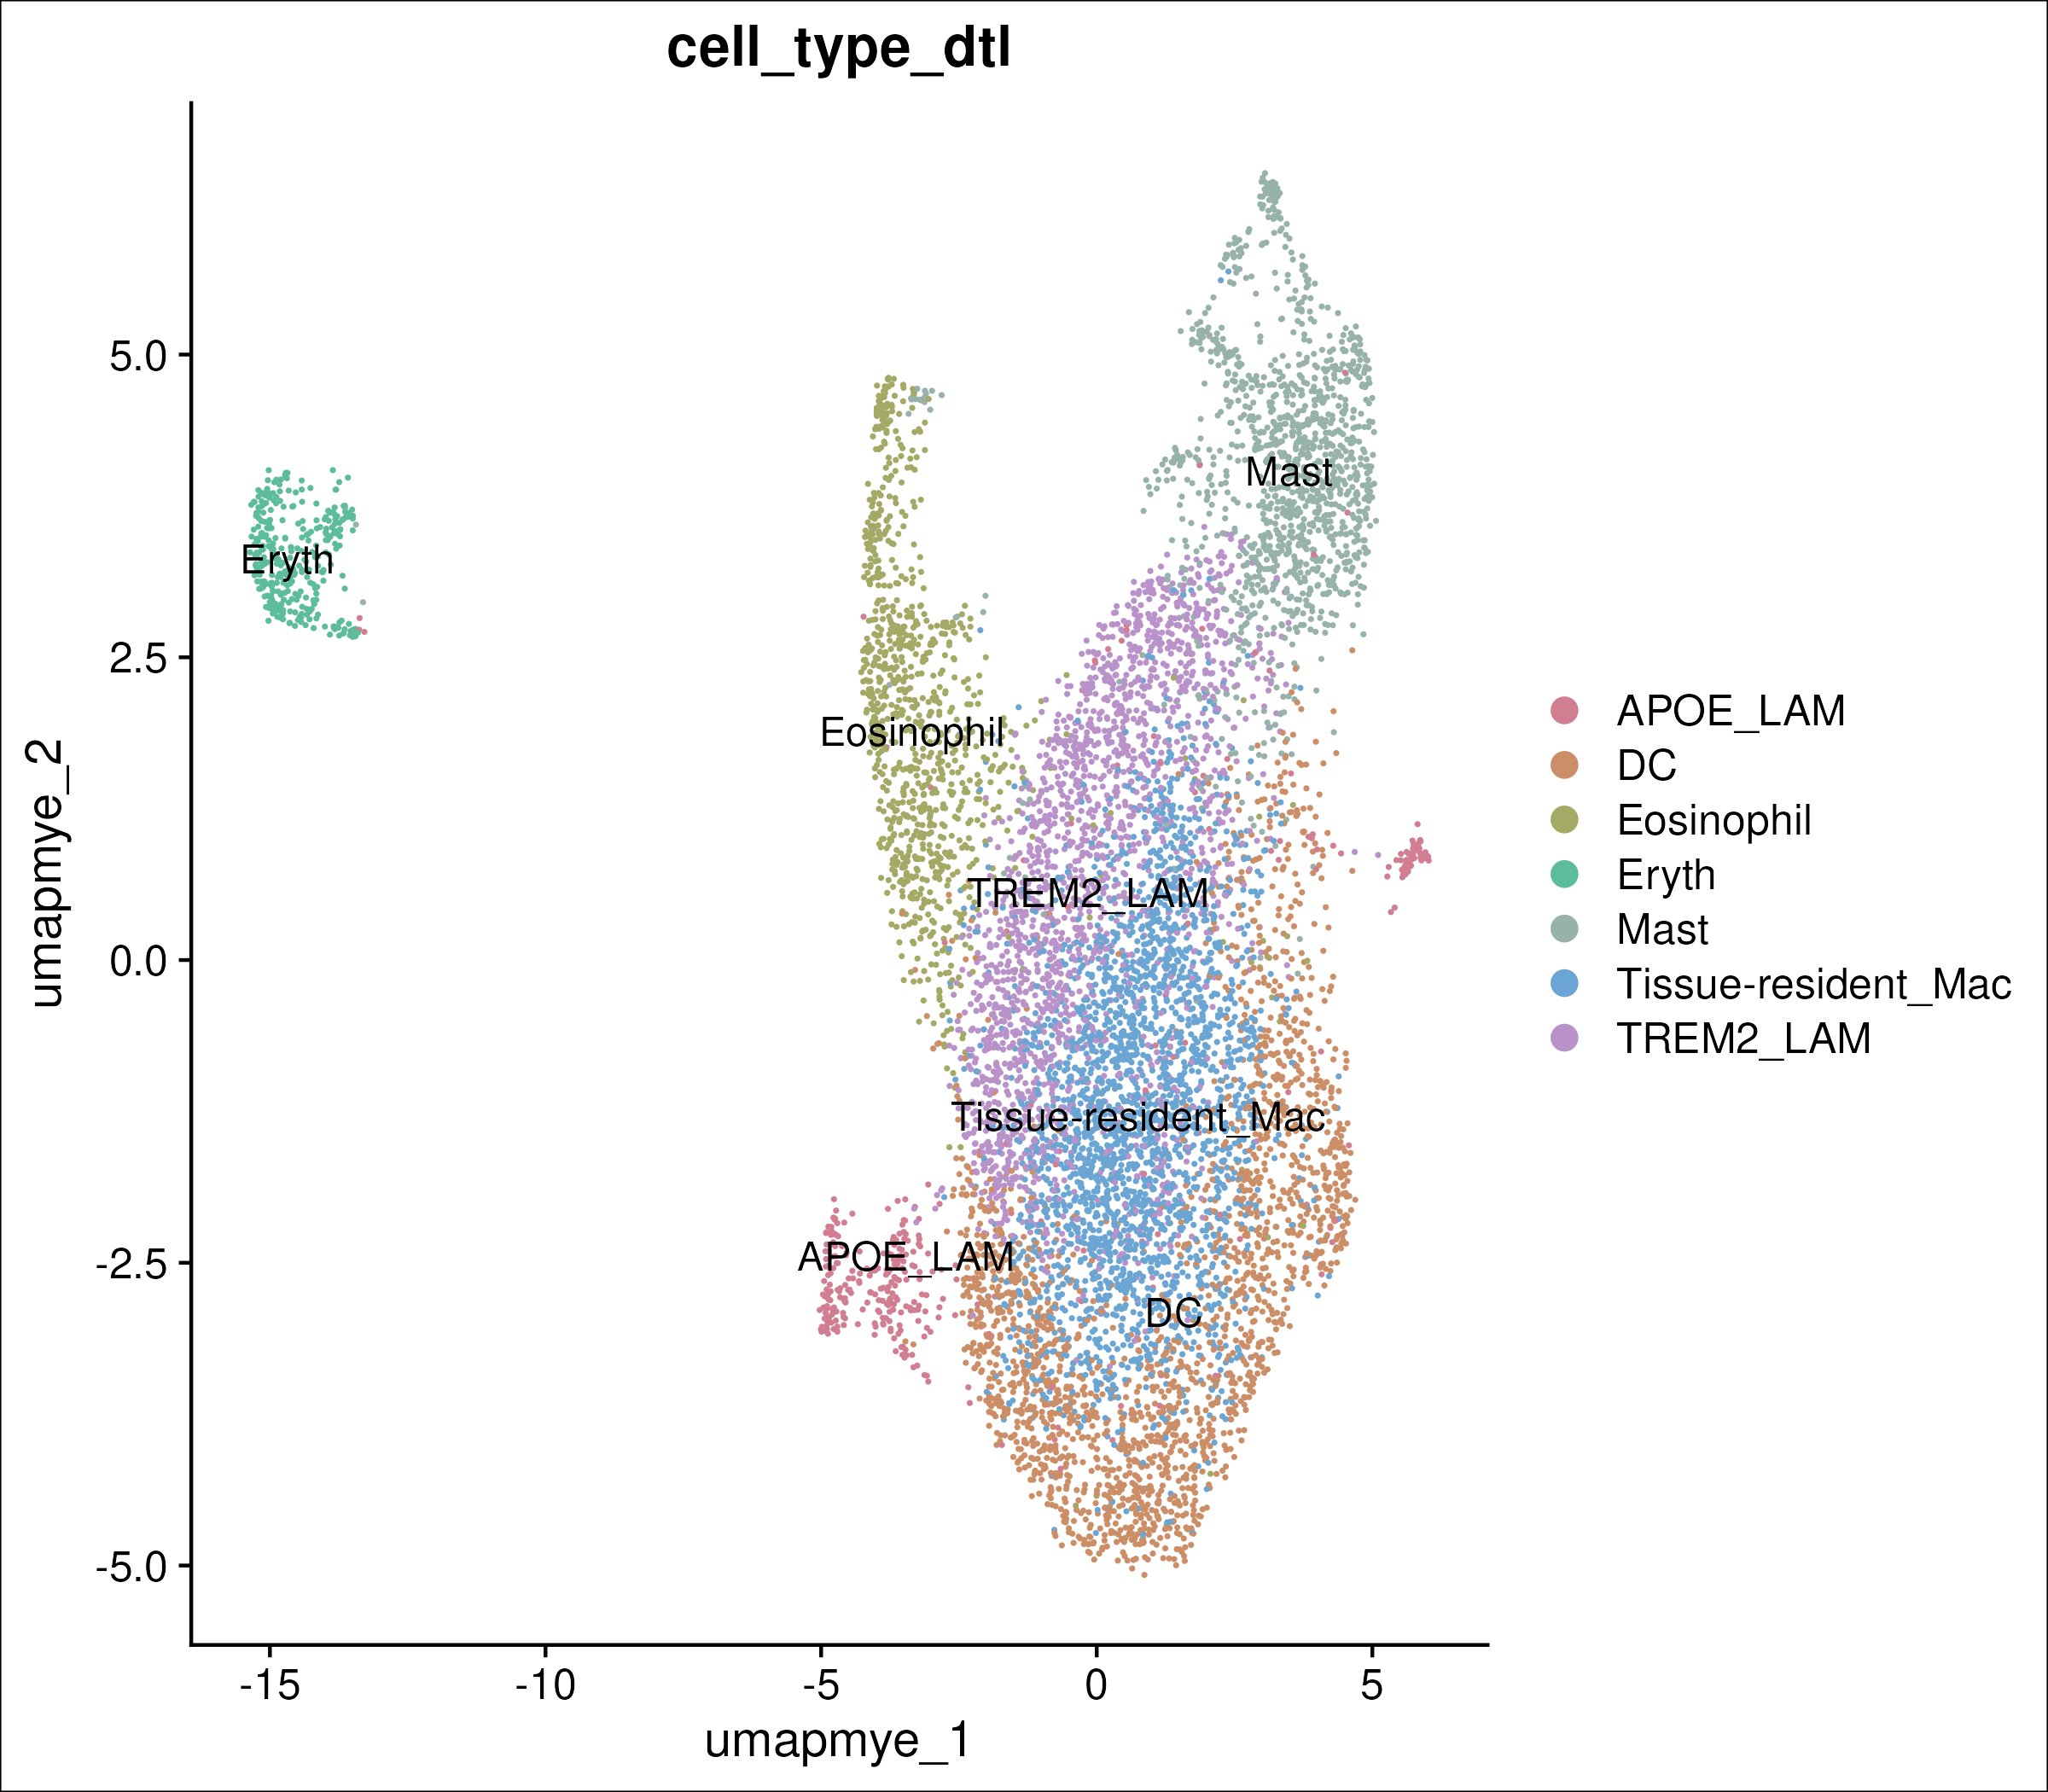 cell_type_dtl
umapmye_2
5.0
2.5
0.0
-2.5
-5.0
Mast
Eryth
Eosinophil
TREM2_LAM
Tissue-resident_Mac
APOE_LAM
DC
-15
-10
-5
0
5
umapmye_1
APOE_LAM
DC
Eosinophil
Eryth
Mast
Tissue-resident_Mac
TREM2_LAM